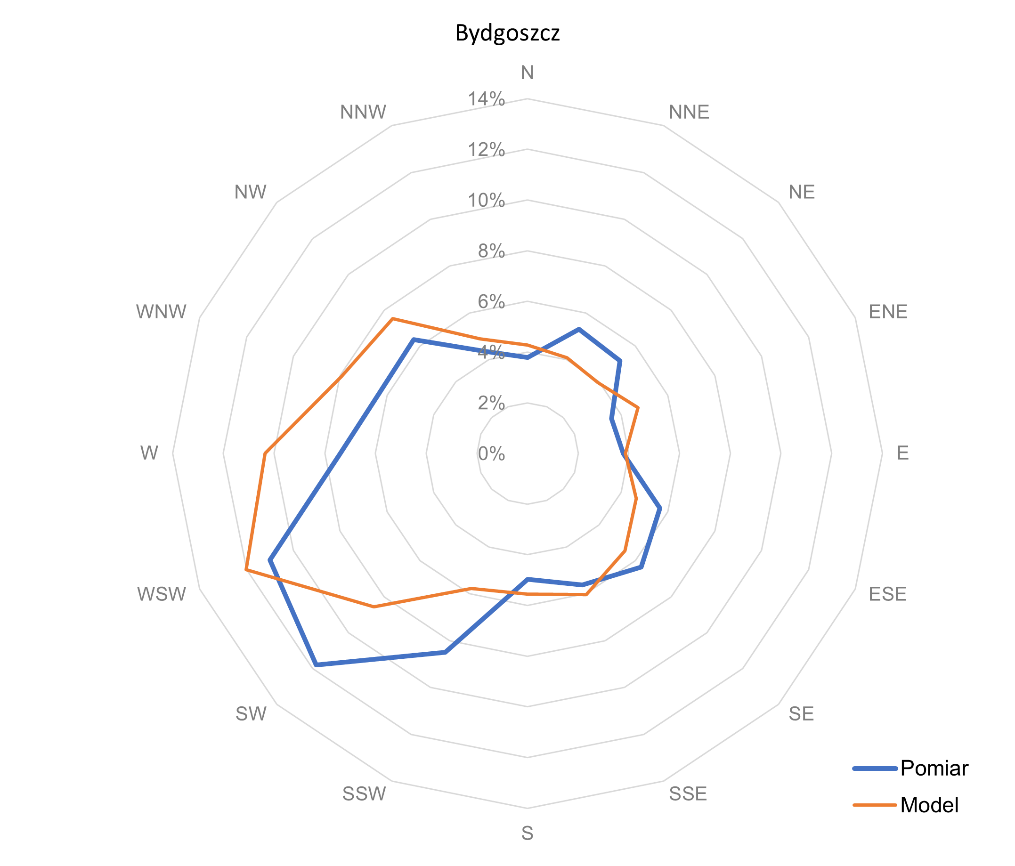 Bydgoszcz
N
NNW
14%
NNE
12%
NW
10%
NE
8%
WNW
6%
ENE
4%
2%
W
0%
E
WSW
ESE
SW
SE
SSW
SSE
S
Pomiar
Model